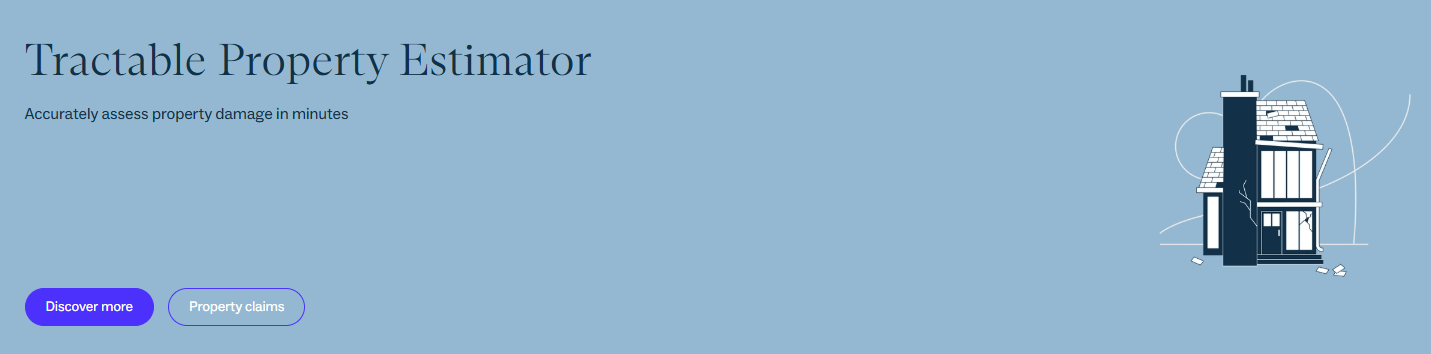 Tractable Property Estimator
Accurately assess property damage in minutes
Discover more
Property claims